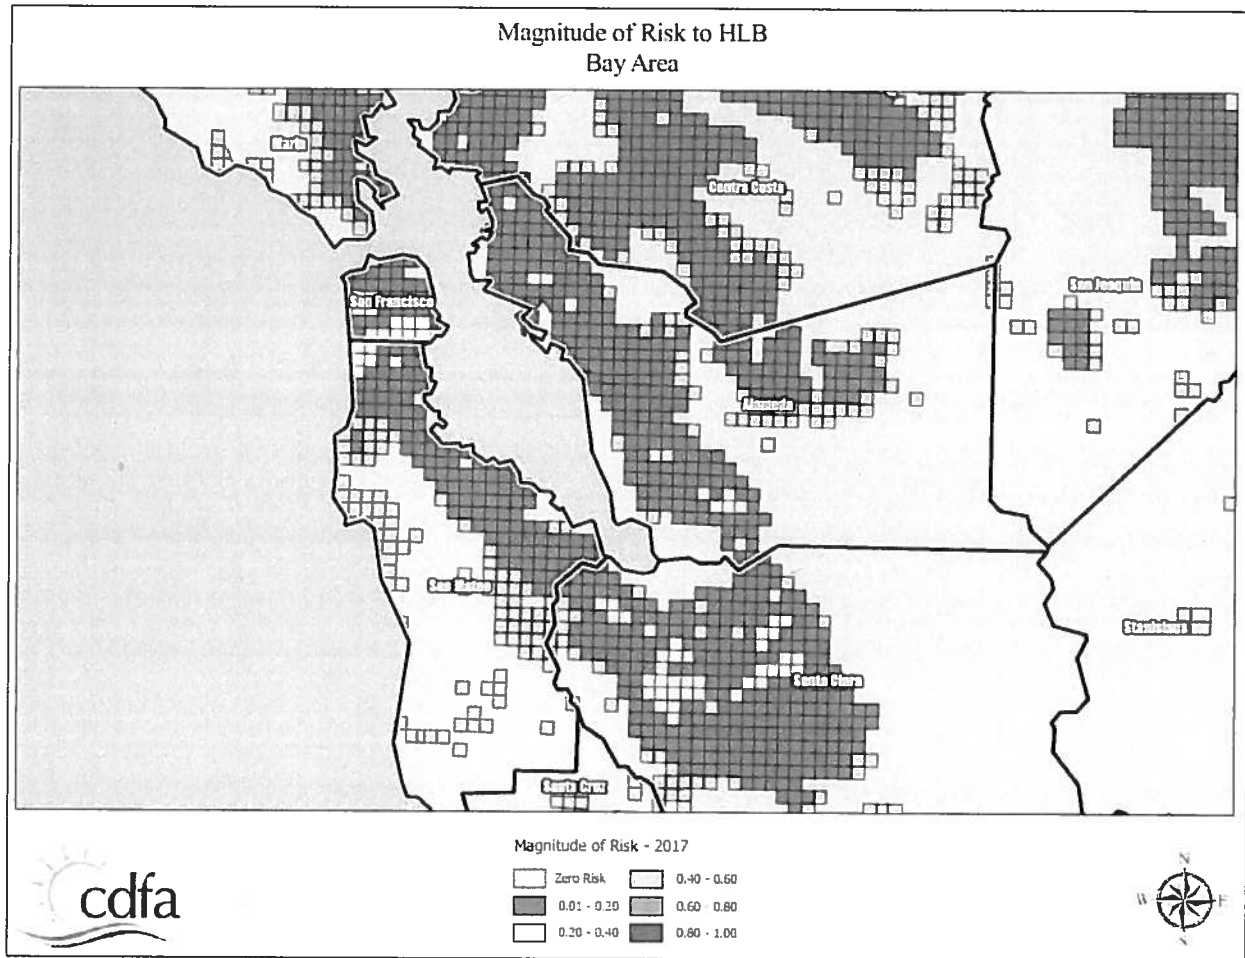 Magnitude of Risk to HLB
Bay Area
Contra Costa
San Francisco
San Joaquin
Alameda
San Mateo
Santa Clara
Stanislaus
Santa Cruz
Magnitude of Risk - 2017
Zero Risk
0.01 - 0.20
0.20 - 0.40
0.40 - 0.60
0.60 - 0.80
0.80 - 1.00
cdfa
N
W
E
S